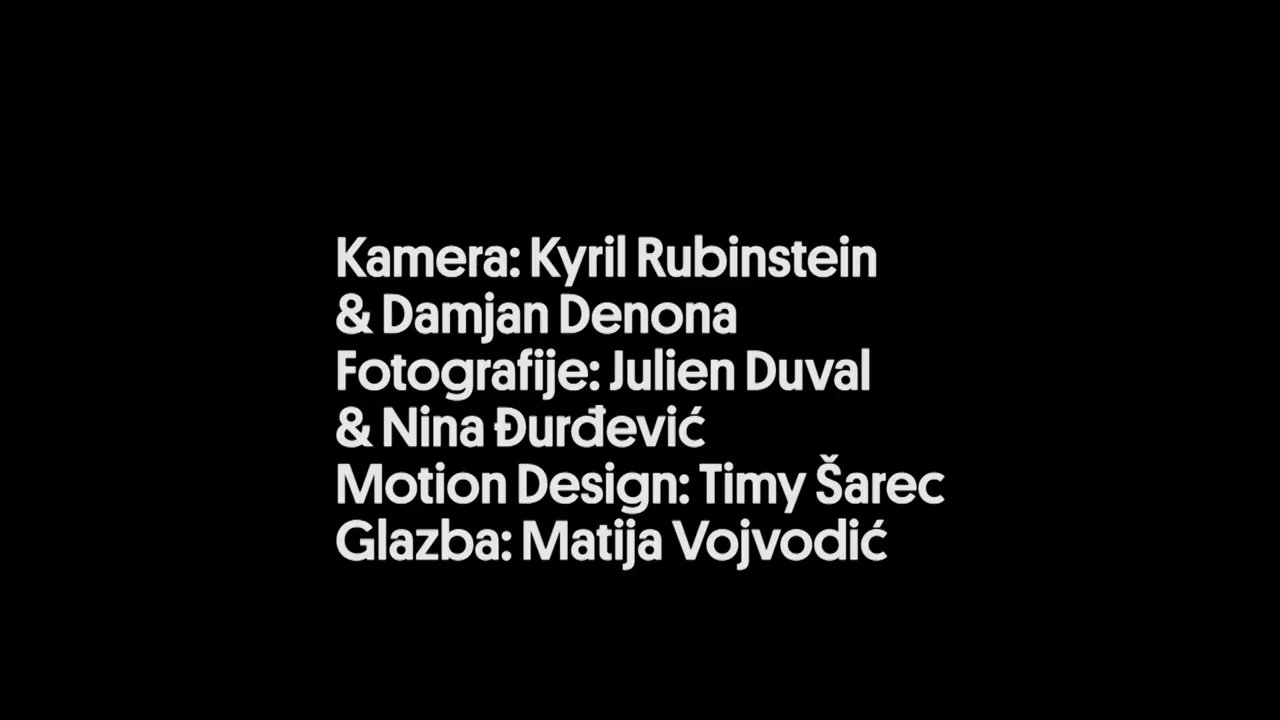 Kamera: Kyril Rubinstein
& Damjan Denona
Fotografije: Julien Duval
& Nina Đurđević
Motion Design: Timy Šarec
Glazba: Matija Vojvodić